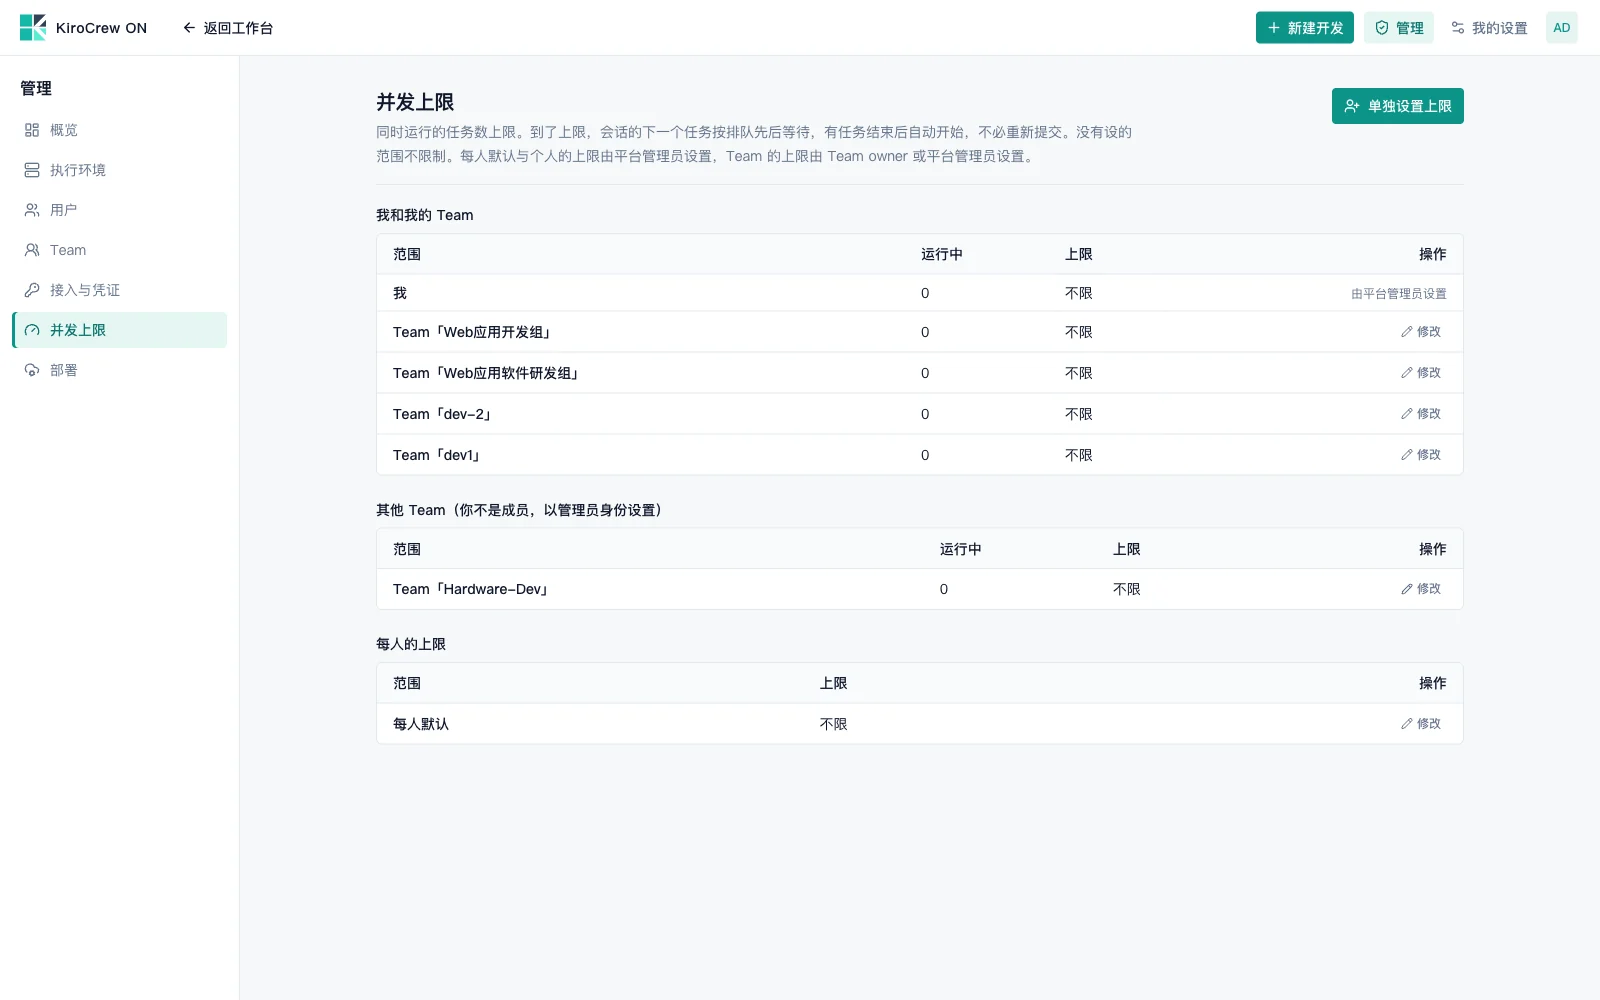 KiroCrew ON
返回工作台
新建开发
管理
我的设置
AD
管理
概览
执行环境
用户
Team
接入与凭证
并发上限
部署
并发上限
单独设置上限
同时运行的任务数上限。到了上限，会话的下一个任务按排队先后等待，有任务结束后自动开始，不必重新提交。没有设的
范围不限制。每人默认与个人的上限由平台管理员设置，Team 的上限由 Team owner 或平台管理员设置。
我和我的 Team
范围 运行中 上限 操作
我 0 不限 由平台管理员设置
Team「Web应用开发组」 0 不限 修改
Team「Web应用软件研发组」 0 不限 修改
Team「dev-2」 0 不限 修改
Team「dev1」 0 不限 修改
其他 Team（你不是成员，以管理员身份设置）
范围 运行中 上限 操作
Team「Hardware-Dev」 0 不限 修改
每人的上限
范围 上限 操作
每人默认 不限 修改